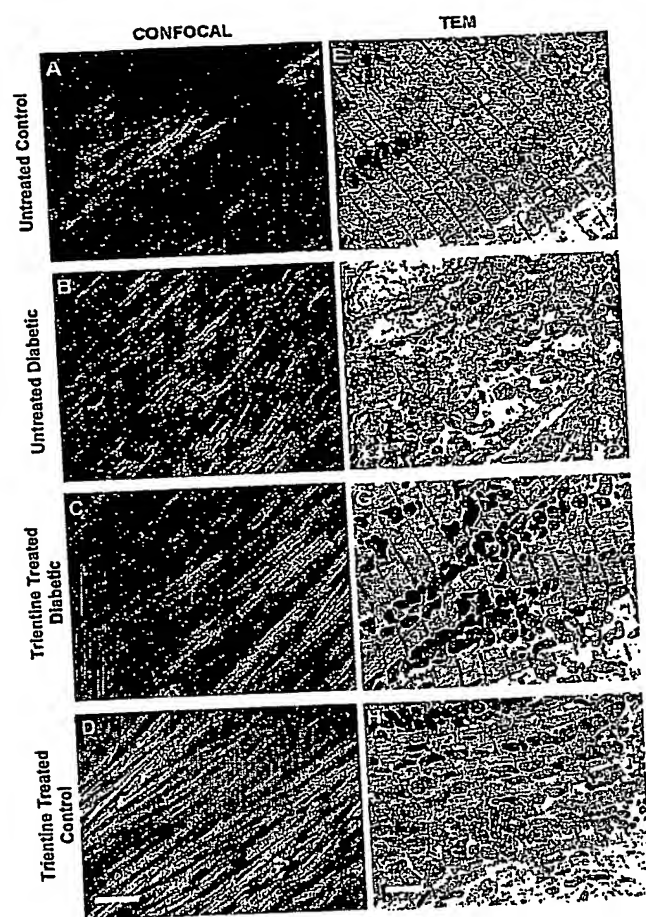 CONFOCAL
TEM
Untreated Control
A
E
Untreated Diabetic
B
Trientine Treated
Diabetic
C
G
Trientine Treated
Control
D
H